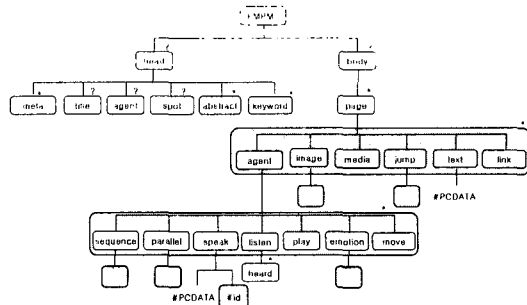 head
body
meta title agent spot abstract keyword
page
agent image media jump text link
#PCDATA
sequence parallel speak listen play emotion move
heard
#PCDATA #id